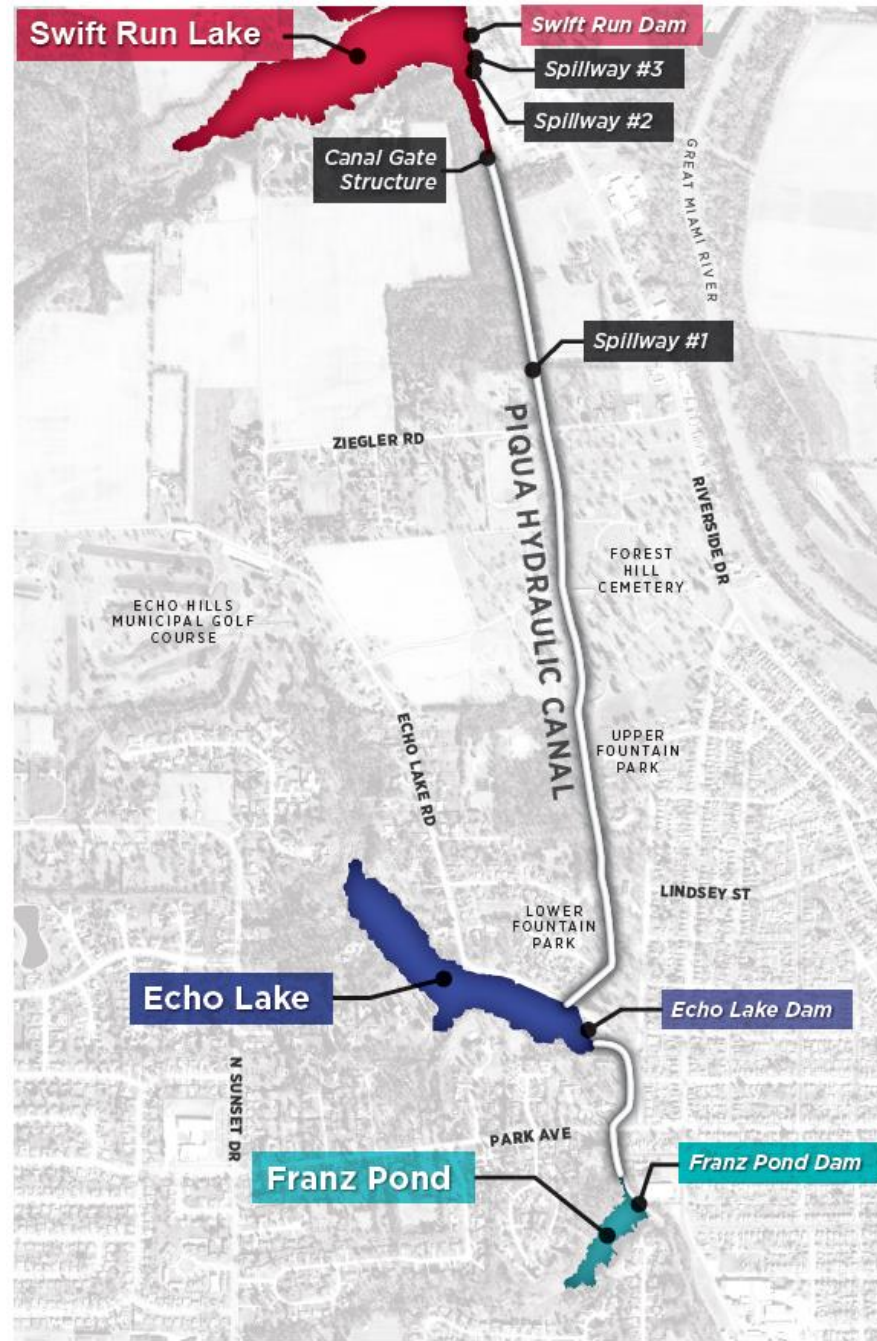 Swift Run Lake
Swift Run Dam
Spillway #3
Spillway #2
Canal Gate
Structure
GREAT MIAMI RIVER
Spillway #1
ZIEGLER RD
PIQUA HYDRAULIC CANAL
RIVERSIDE DR
FOREST
HILL
CEMETERY
ECHO HILLS
MUNICIPAL GOLF
COURSE
ECHO LAKE RD
UPPER
FOUNTAIN
PARK
LINDSEY ST
LOWER
FOUNTAIN
PARK
Echo Lake
Echo Lake Dam
N SUNSET DR
PARK AVE
Franz Pond
Franz Pond Dam